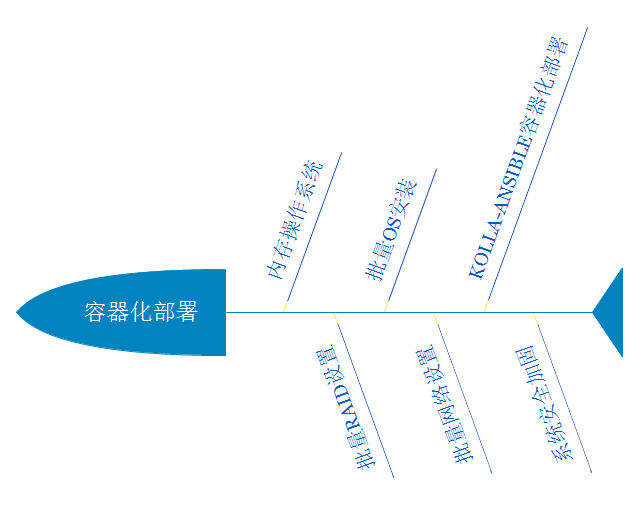 容器化部署
内存操作系统
批量RAID设置
批量OS安装
批量网络设置
KOLLA-ANSIBLE容器化部署
系统安全加固